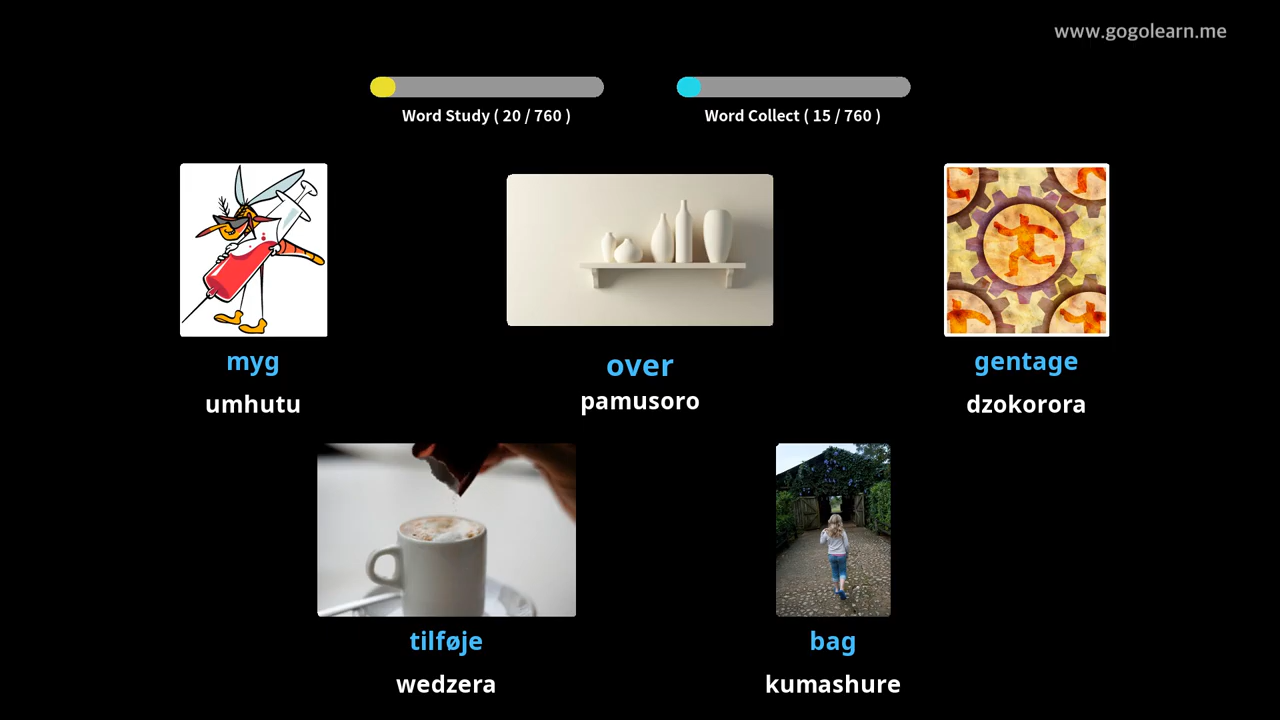 www.gogolearn.me
Word Study ( 20 / 760 )
Word Collect ( 15 / 760 )
myg
umhutu
over
pamusoro
gentage
dzokorora
tilføje
wedzera
bag
kumashure